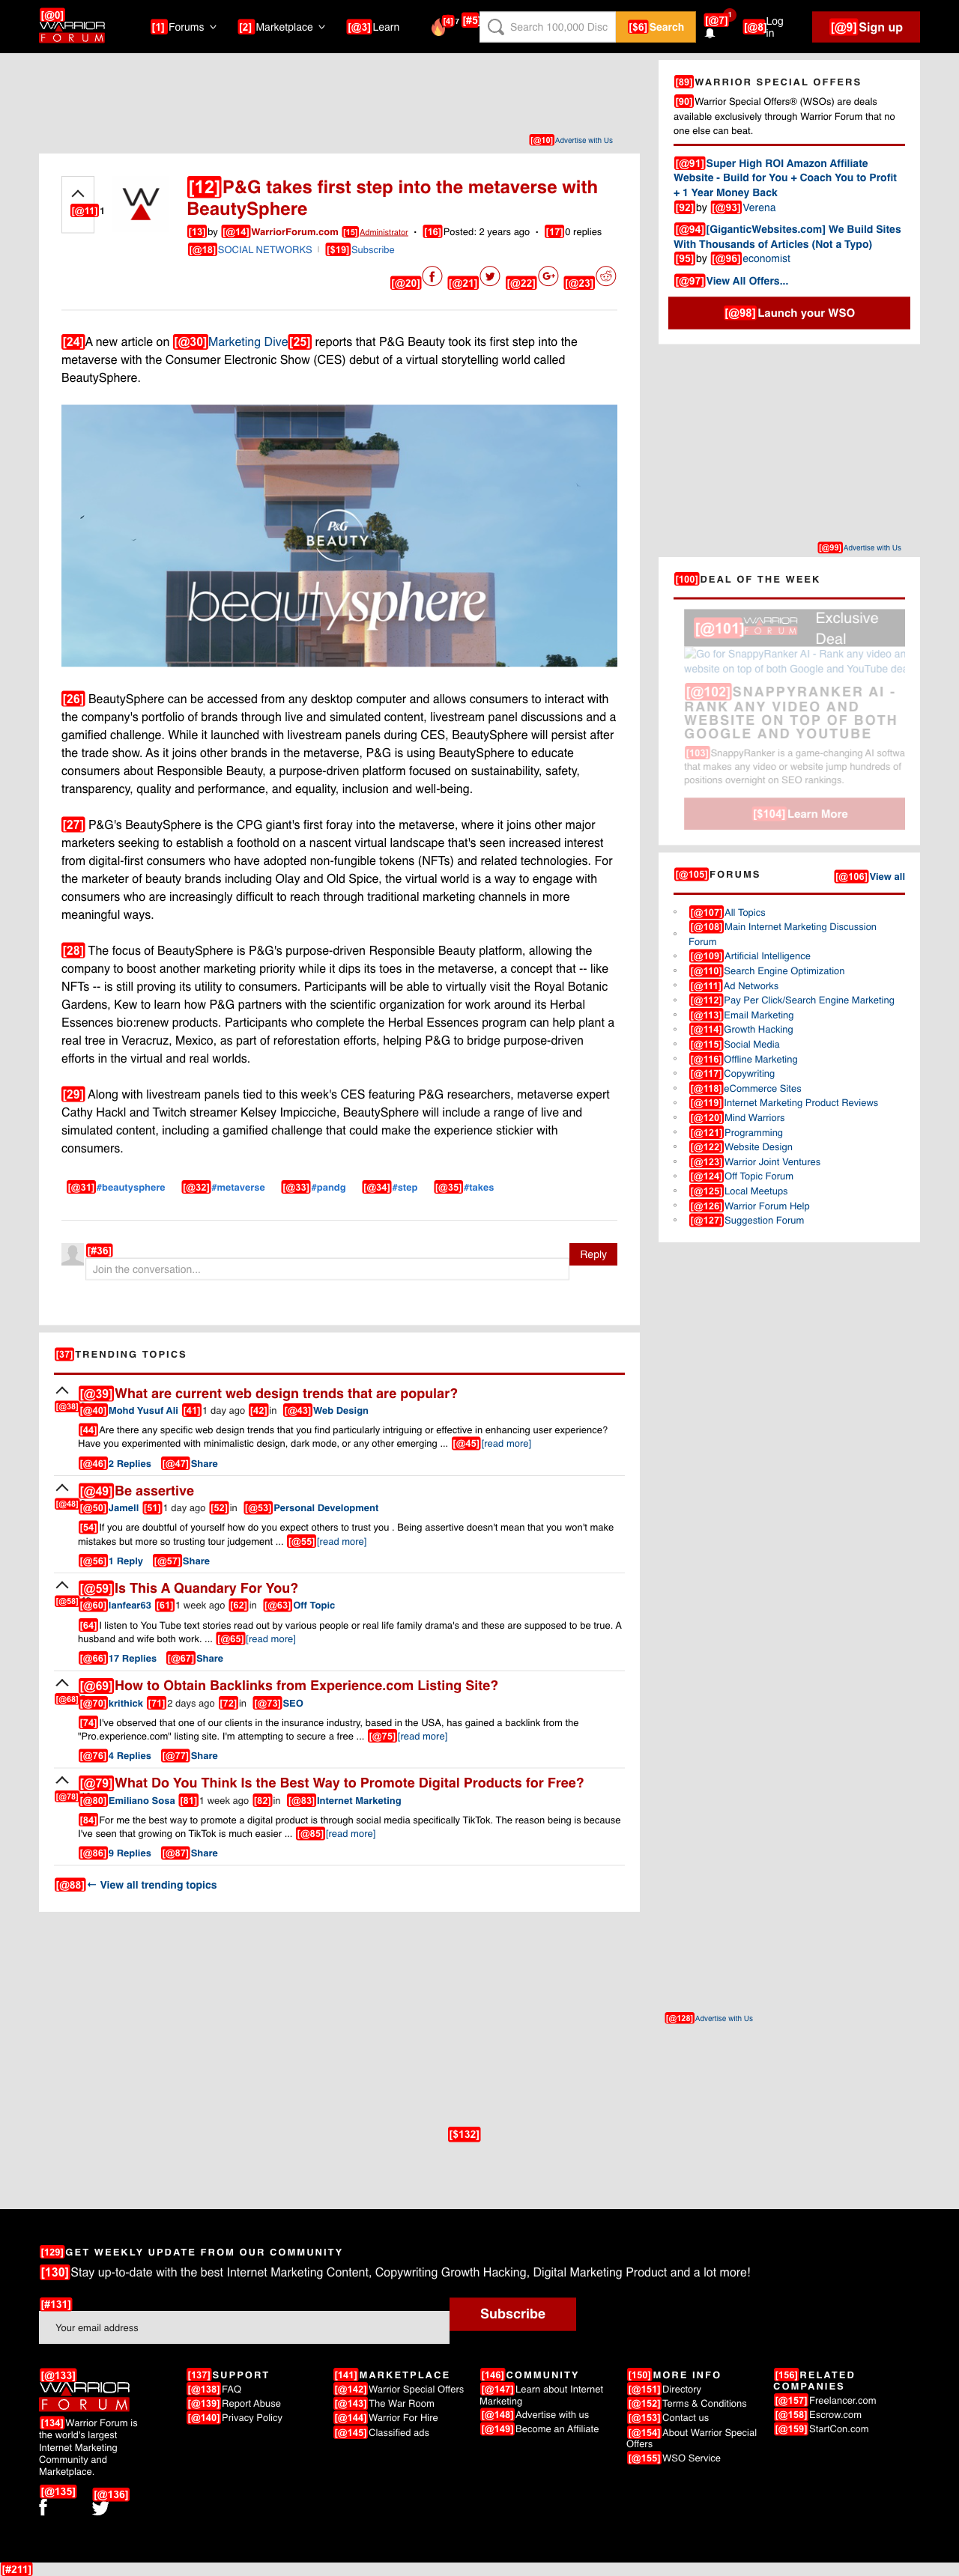 [@0]
WARRIOR
FORUM
[1] Forums
[2] Marketplace
[@3] Learn
[4] 7
[#5]
Search 100,000 Disc
[$6] Search
[@7] 1
[@8] Log in
[@9] Sign up
[@10] Advertise with Us
[@11] 1
[12] P&G takes first step into the metaverse with
BeautySphere
[13] by [@14] WarriorForum.com [15] Administrator · [16] Posted: 2 years ago · [17] 0 replies
[@18] SOCIAL NETWORKS | [$19] Subscribe
[@20] [@21] [@22] [@23]
[24] A new article on [@30] Marketing Dive [25] reports that P&G Beauty took its first step into the
metaverse with the Consumer Electronic Show (CES) debut of a virtual storytelling world called
BeautySphere.
P&G
BEAUTY
beautysphere
[26] BeautySphere can be accessed from any desktop computer and allows consumers to interact with
the company's portfolio of brands through live and simulated content, livestream panel discussions and a
gamified challenge. While it launched with livestream panels during CES, BeautySphere will persist after
the trade show. As it joins other brands in the metaverse, P&G is using BeautySphere to educate
consumers about Responsible Beauty, a purpose-driven platform focused on sustainability, safety,
transparency, quality and performance, and equality, inclusion and well-being.
[27] P&G's BeautySphere is the CPG giant's first foray into the metaverse, where it joins other major
marketers seeking to establish a foothold on a nascent virtual landscape that's seen increased interest
from digital-first consumers who have adopted non-fungible tokens (NFTs) and related technologies. For
the marketer of beauty brands including Olay and Old Spice, the virtual world is a way to engage with
consumers who are increasingly difficult to reach through traditional marketing channels in more
meaningful ways.
[28] The focus of BeautySphere is P&G's purpose-driven Responsible Beauty platform, allowing the
company to boost another marketing priority while it dips its toes in the metaverse, a concept that -- like
NFTs -- is still proving its utility to consumers. Participants will be able to virtually visit the Royal Botanic
Gardens, Kew to learn how P&G partners with the scientific organization for work around its Herbal
Essences bio:renew products. Participants who complete the Herbal Essences program can help plant a
real tree in Veracruz, Mexico, as part of reforestation efforts, helping P&G to bridge purpose-driven
efforts in the virtual and real worlds.
[29] Along with livestream panels tied to this week's CES featuring P&G researchers, metaverse expert
Cathy Hackl and Twitch streamer Kelsey Impicciche, BeautySphere will include a range of live and
simulated content, including a gamified challenge that could make the experience stickier with
consumers.
[@31] #beautysphere [@32] #metaverse [@33] #pandg [@34] #step [@35] #takes
[#36]
Join the conversation...
Reply
[37] TRENDING TOPICS
[@38]
[@39] What are current web design trends that are popular?
[@40] Mohd Yusuf Ali [41] 1 day ago [42] in [@43] Web Design
[44] Are there any specific web design trends that you find particularly intriguing or effective in enhancing user experience?
Have you experimented with minimalistic design, dark mode, or any other emerging ... [@45] [read more]
[@46] 2 Replies [@47] Share
[@48]
[@49] Be assertive
[@50] Jamell [51] 1 day ago [52] in [@53] Personal Development
[54] If you are doubtful of yourself how do you expect others to trust you . Being assertive doesn't mean that you won't make
mistakes but more so trusting tour judgement ... [@55] [read more]
[@56] 1 Reply [@57] Share
[@58]
[@59] Is This A Quandary For You?
[@60] lanfear63 [61] 1 week ago [62] in [@63] Off Topic
[64] I listen to You Tube text stories read out by various people or real life family drama's and these are supposed to be true. A
husband and wife both work. ... [@65] [read more]
[@66] 17 Replies [@67] Share
[@68]
[@69] How to Obtain Backlinks from Experience.com Listing Site?
[@70] krithick [71] 2 days ago [72] in [@73] SEO
[74] I've observed that one of our clients in the insurance industry, based in the USA, has gained a backlink from the
"Pro.experience.com" listing site. I'm attempting to secure a free ... [@75] [read more]
[@76] 4 Replies [@77] Share
[@78]
[@79] What Do You Think Is the Best Way to Promote Digital Products for Free?
[@80] Emiliano Sosa [81] 1 week ago [82] in [@83] Internet Marketing
[84] For me the best way to promote a digital product is through social media specifically TikTok. The reason being is because
I've seen that growing on TikTok is much easier ... [@85] [read more]
[@86] 9 Replies [@87] Share
[@88] ← View all trending topics
[89] WARRIOR SPECIAL OFFERS
[90] Warrior Special Offers® (WSOs) are deals
available exclusively through Warrior Forum that no
one else can beat.
[@91] Super High ROI Amazon Affiliate
Website - Build for You + Coach You to Profit
+ 1 Year Money Back
[92] by [@93] Verena
[@94] [GiganticWebsites.com] We Build Sites
With Thousands of Articles (Not a Typo)
[95] by [@96] economist
[@97] View All Offers...
[@98] Launch your WSO
[@99] Advertise with Us
[100] DEAL OF THE WEEK
[@101] WARRIOR FORUM Exclusive
Deal
Go for SnappyRanker AI - Rank any video an
website on top of both Google and YouTube dea
[@102] SNAPPYRANKER AI -
RANK ANY VIDEO AND
WEBSITE ON TOP OF BOTH
GOOGLE AND YOUTUBE
[103] SnappyRanker is a game-changing AI softwa
that makes any video or website jump hundreds of
positions overnight on SEO rankings.
[$104] Learn More
[@105] FORUMS
[@106] View all
[@107] All Topics
[@108] Main Internet Marketing Discussion
Forum
[@109] Artificial Intelligence
[@110] Search Engine Optimization
[@111] Ad Networks
[@112] Pay Per Click/Search Engine Marketing
[@113] Email Marketing
[@114] Growth Hacking
[@115] Social Media
[@116] Offline Marketing
[@117] Copywriting
[@118] eCommerce Sites
[@119] Internet Marketing Product Reviews
[@120] Mind Warriors
[@121] Programming
[@122] Website Design
[@123] Warrior Joint Ventures
[@124] Off Topic Forum
[@125] Local Meetups
[@126] Warrior Forum Help
[@127] Suggestion Forum
[@128] Advertise with Us
[$132]
[129] GET WEEKLY UPDATE FROM OUR COMMUNITY
[130] Stay up-to-date with the best Internet Marketing Content, Copywriting Growth Hacking, Digital Marketing Product and a lot more!
[#131]
Your email address
Subscribe
[@133]
WARRIOR
FORUM
[134] Warrior Forum is
the world's largest
Internet Marketing
Community and
Marketplace.
[@135] [@136]
[137] SUPPORT
[@138] FAQ
[@139] Report Abuse
[@140] Privacy Policy
[141] MARKETPLACE
[@142] Warrior Special Offers
[@143] The War Room
[@144] Warrior For Hire
[@145] Classified ads
[146] COMMUNITY
[@147] Learn about Internet
Marketing
[@148] Advertise with us
[@149] Become an Affiliate
[150] MORE INFO
[@151] Directory
[@152] Terms & Conditions
[@153] Contact us
[@154] About Warrior Special
Offers
[@155] WSO Service
[156] RELATED
COMPANIES
[@157] Freelancer.com
[@158] Escrow.com
[@159] StartCon.com
[#211]